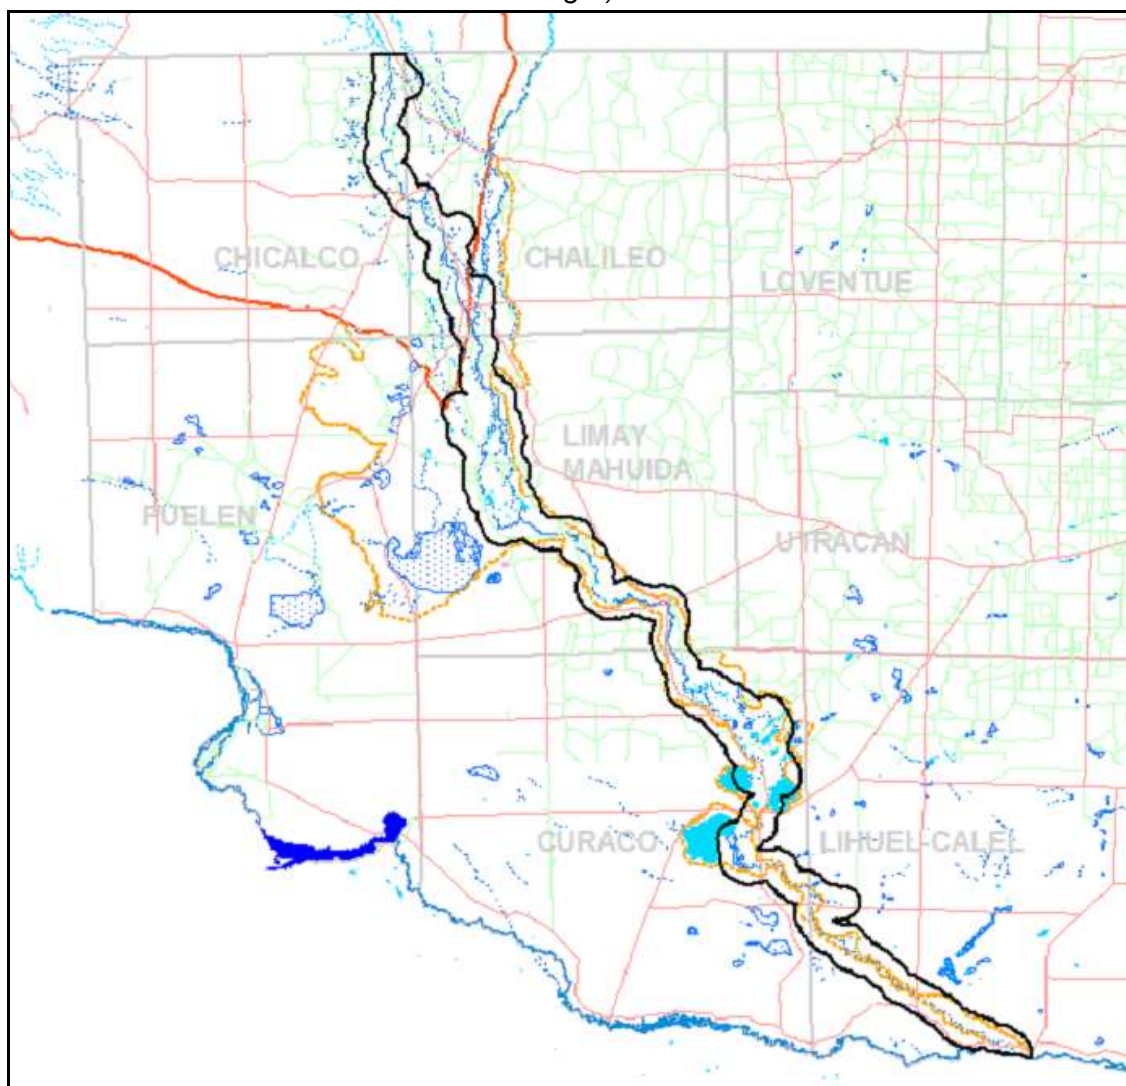 CHICALCO
CHALILEO
LOVENTUE
LIMAY
MAHUIDA
PUELEN
UTRACAN
CURACO
LIHUEL-CALEL